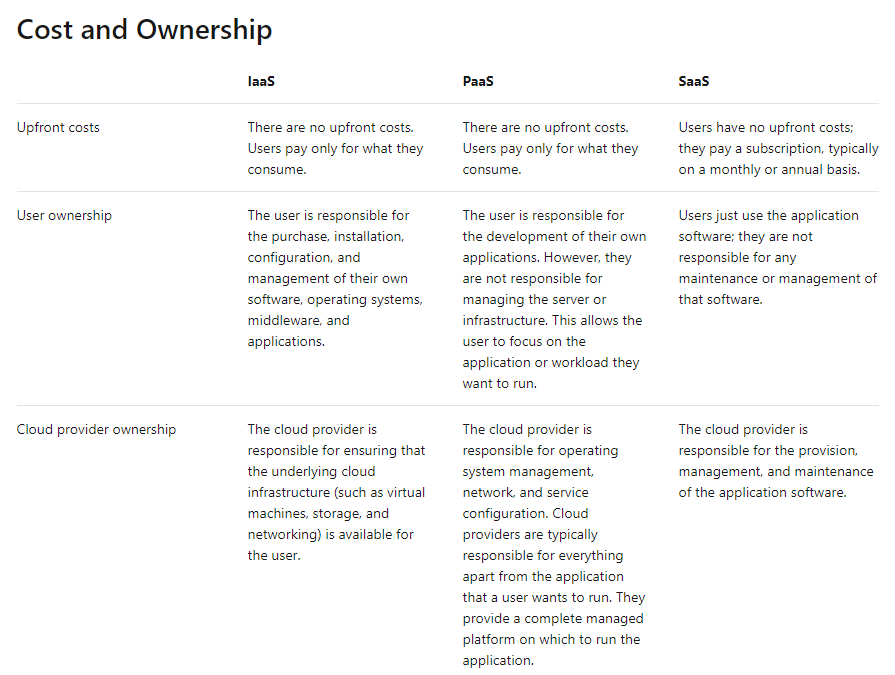 Cost and Ownership
IaaS PaaS SaaS
Upfront costs
There are no upfront costs.
Users pay only for what they
consume.
There are no upfront costs.
Users pay only for what they
consume.
Users have no upfront costs;
they pay a subscription, typically
on a monthly or annual basis.
User ownership
The user is responsible for
the purchase, installation,
configuration, and
management of their own
software, operating systems,
middleware, and
applications.
The user is responsible for
the development of their own
applications. However, they
are not responsible for
managing the server or
infrastructure. This allows the
user to focus on the
application or workload they
want to run.
Users just use the application
software; they are not
responsible for any
maintenance or management of
that software.
Cloud provider ownership
The cloud provider is
responsible for ensuring that
the underlying cloud
infrastructure (such as virtual
machines, storage, and
networking) is available for
the user.
The cloud provider is
responsible for operating
system management,
network, and service
configuration. Cloud
providers are typically
responsible for everything
apart from the application
that a user wants to run. They
provide a complete managed
platform on which to run the
application.
The cloud provider is
responsible for the provision,
management, and maintenance
of the application software.